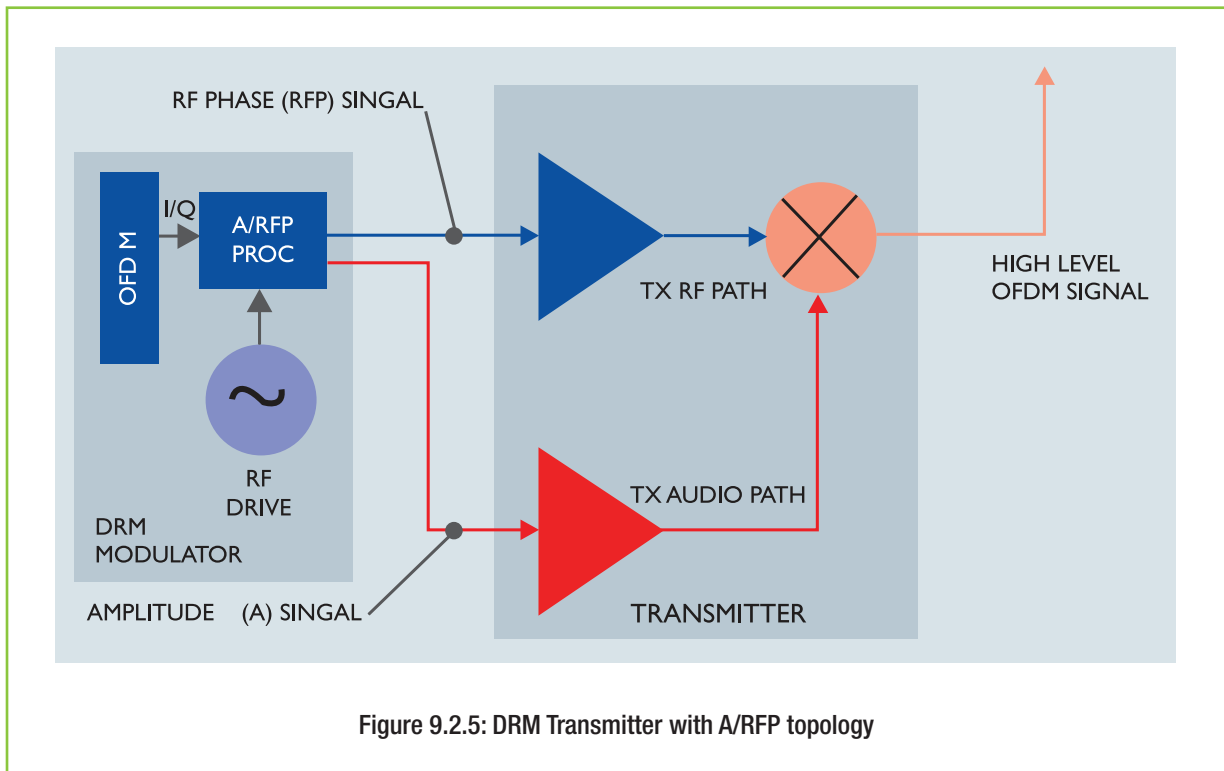 RF PHASE (RFP) SINGAL
OFD M
I/Q
A/RFP
PROC
RF
DRIVE
DRM
MODULATOR
AMPLITUDE (A) SINGAL
TX RF PATH
TX AUDIO PATH
TRANSMITTER
HIGH LEVEL
OFDM SIGNAL
Figure 9.2.5: DRM Transmitter with A/RFP topology